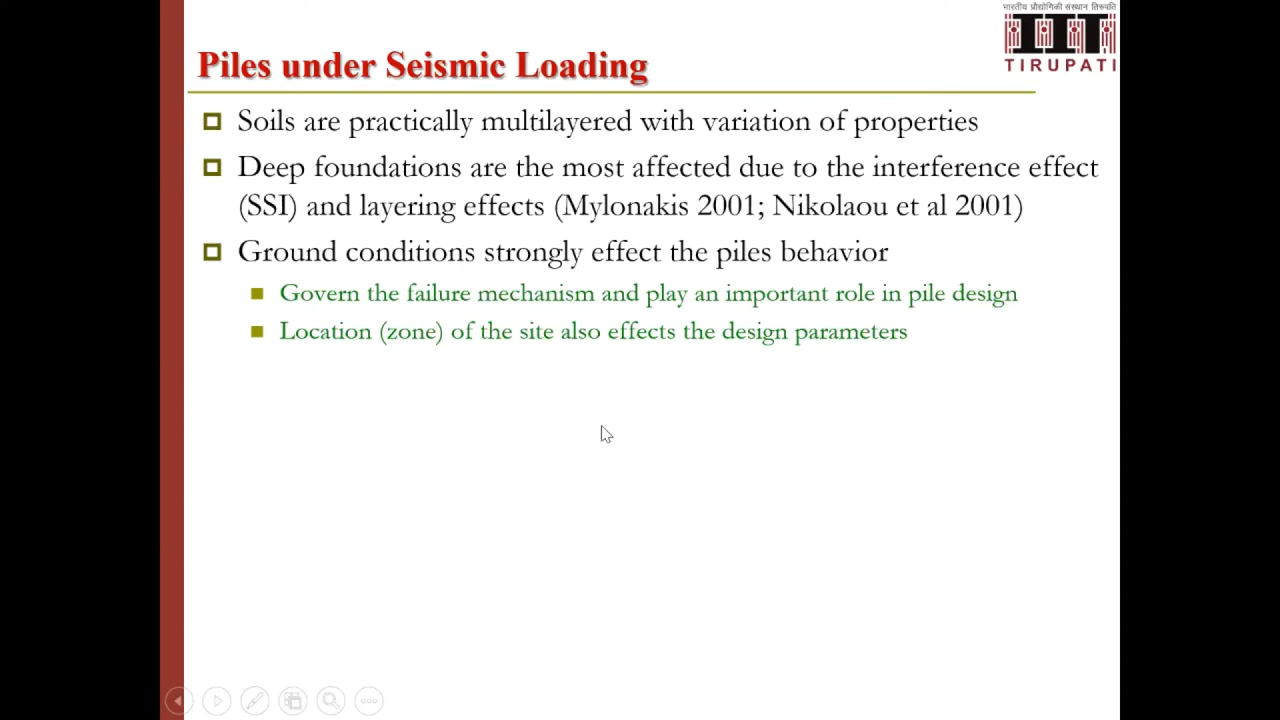 भारतीय प्रौद्योगिकी संस्थान तिरुपति
TIRUPATI
Piles under Seismic Loading
Soils are practically multilayered with variation of properties
Deep foundations are the most affected due to the interference effect
(SSI) and layering effects (Mylonakis 2001; Nikolaou et al 2001)
Ground conditions strongly effect the piles behavior
Govern the failure mechanism and play an important role in pile design
Location (zone) of the site also effects the design parameters